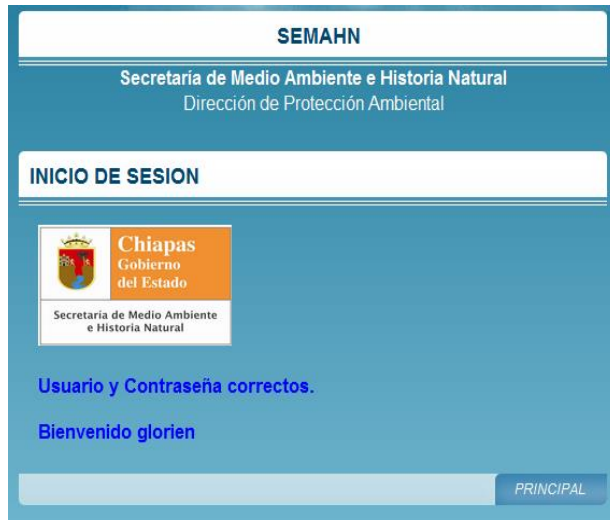 SEMAHN
Secretaría de Medio Ambiente e Historia Natural
Dirección de Protección Ambiental
INICIO DE SESION
Chiapas
Gobierno
del Estado
Secretaría de Medio Ambiente
e Historia Natural
Usuario y Contraseña correctos.
Bienvenido glorien
PRINCIPAL